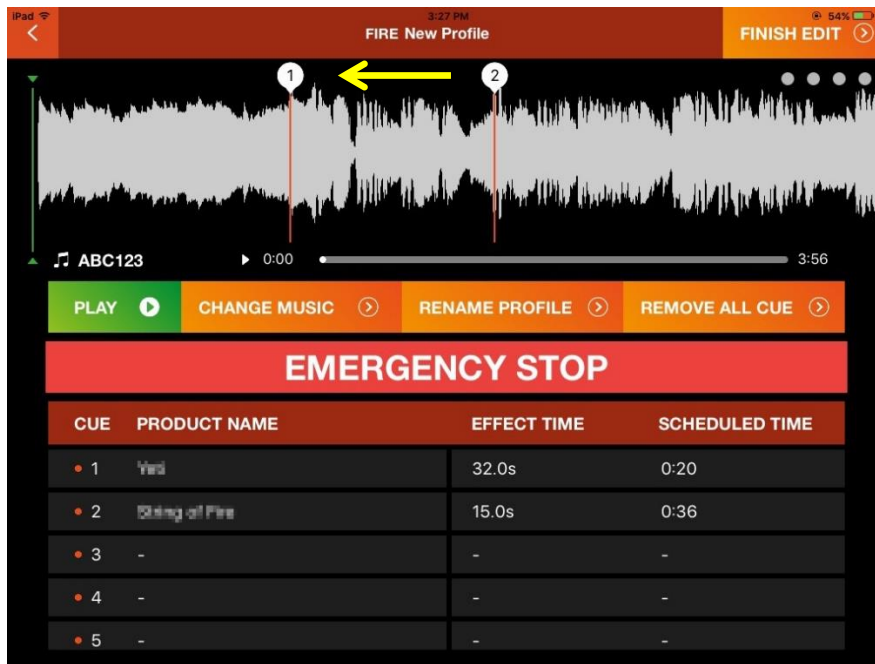 iPad 3:27 PM 54%
FIRE New Profile FINISH EDIT
1 2
ABC123 0:00 3:56
PLAY CHANGE MUSIC RENAME PROFILE REMOVE ALL CUE
EMERGENCY STOP
CUE PRODUCT NAME EFFECT TIME SCHEDULED TIME
1 32.0s 0:20
2 15.0s 0:36
3 - - -
4 - - -
5 - - -